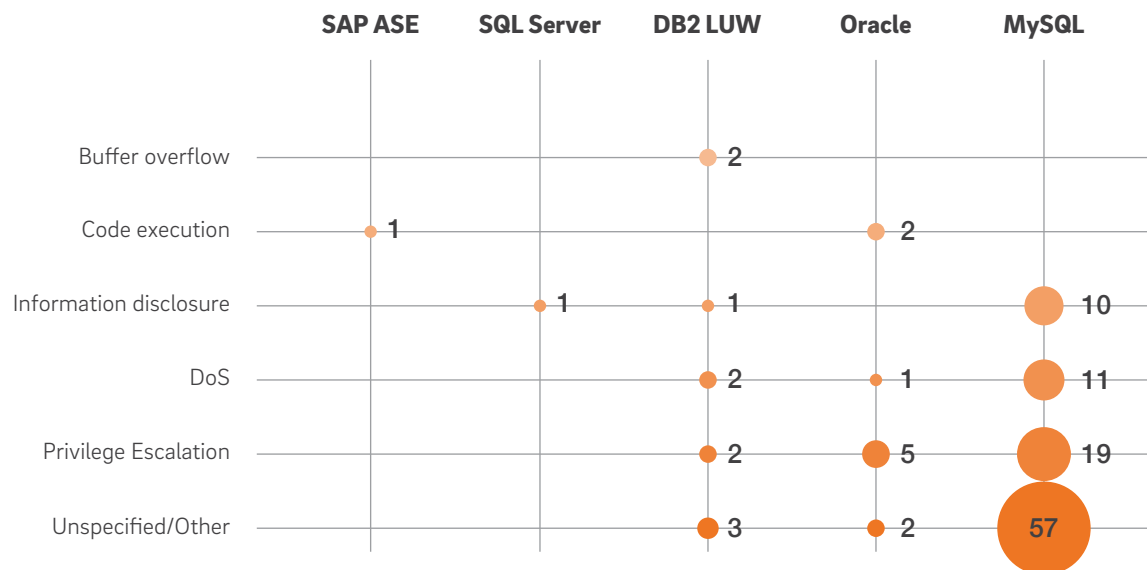 SAP ASE SQL Server DB2 LUW Oracle MySQL
Buffer overflow 2
Code execution 1 2
Information disclosure 1 1 10
DoS 2 1 11
Privilege Escalation 2 5 19
Unspecified/Other 3 2 57